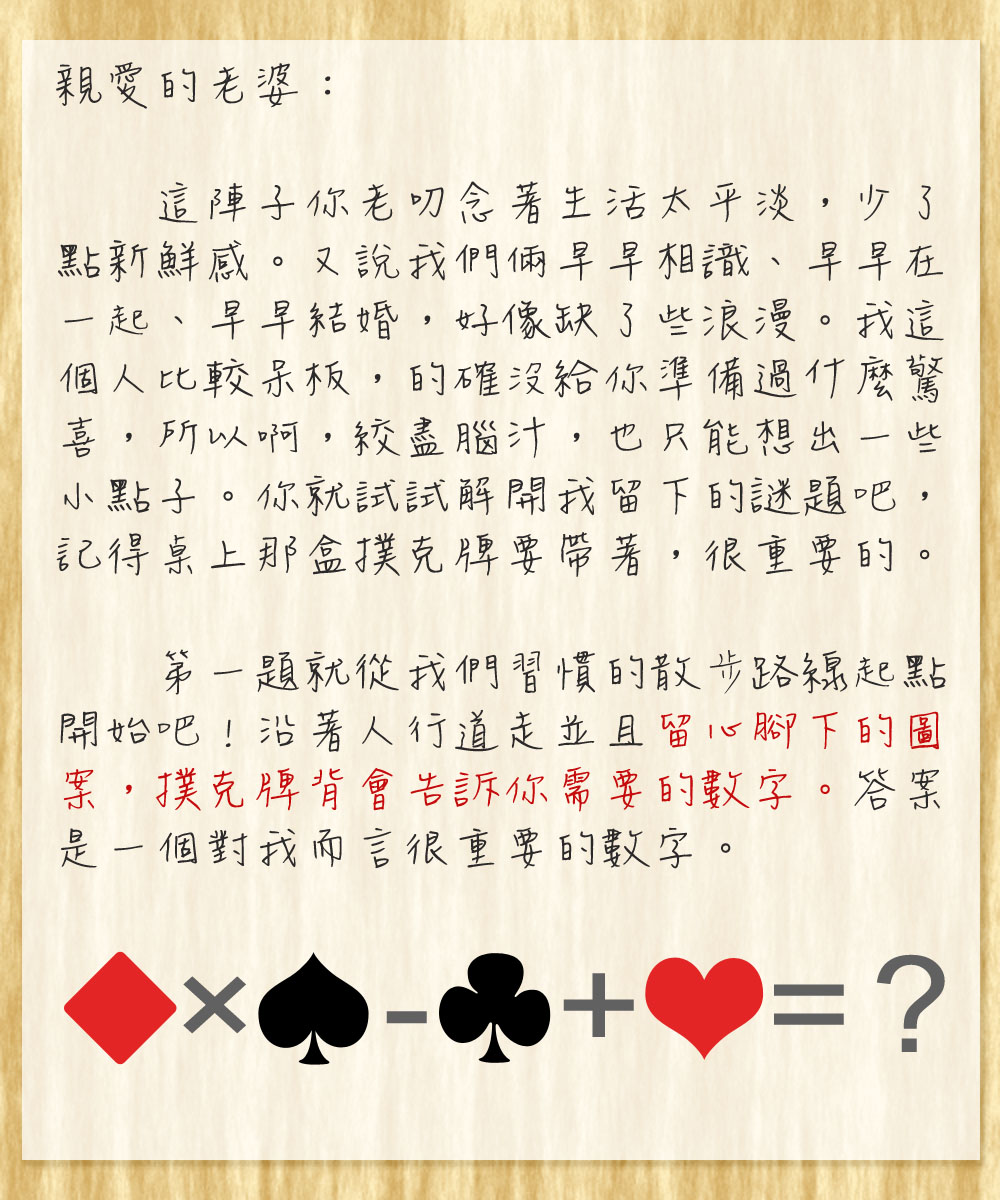 親愛的老婆：
這陣子你老叨念著生活太平淡，少了
點新鮮感。又說我們倆早早相識、早早在
一起、早早結婚，好像缺了些浪漫。我這
個人比較呆板，的確沒給你準備過什麼驚
喜，所以啊，絞盡腦汁，也只能想出一些
小點子。你就試試解開我留下的謎題吧，
記得桌上那盒撲克牌要帶著，很重要的。
第一題就從我們習慣的散步路線起點
開始吧！沿著人行道走並且留心腳下的圖
案，撲克牌背會告訴你需要的數字。答案
是一個對我而言很重要的數字。
♦×♠-♣+♥=?